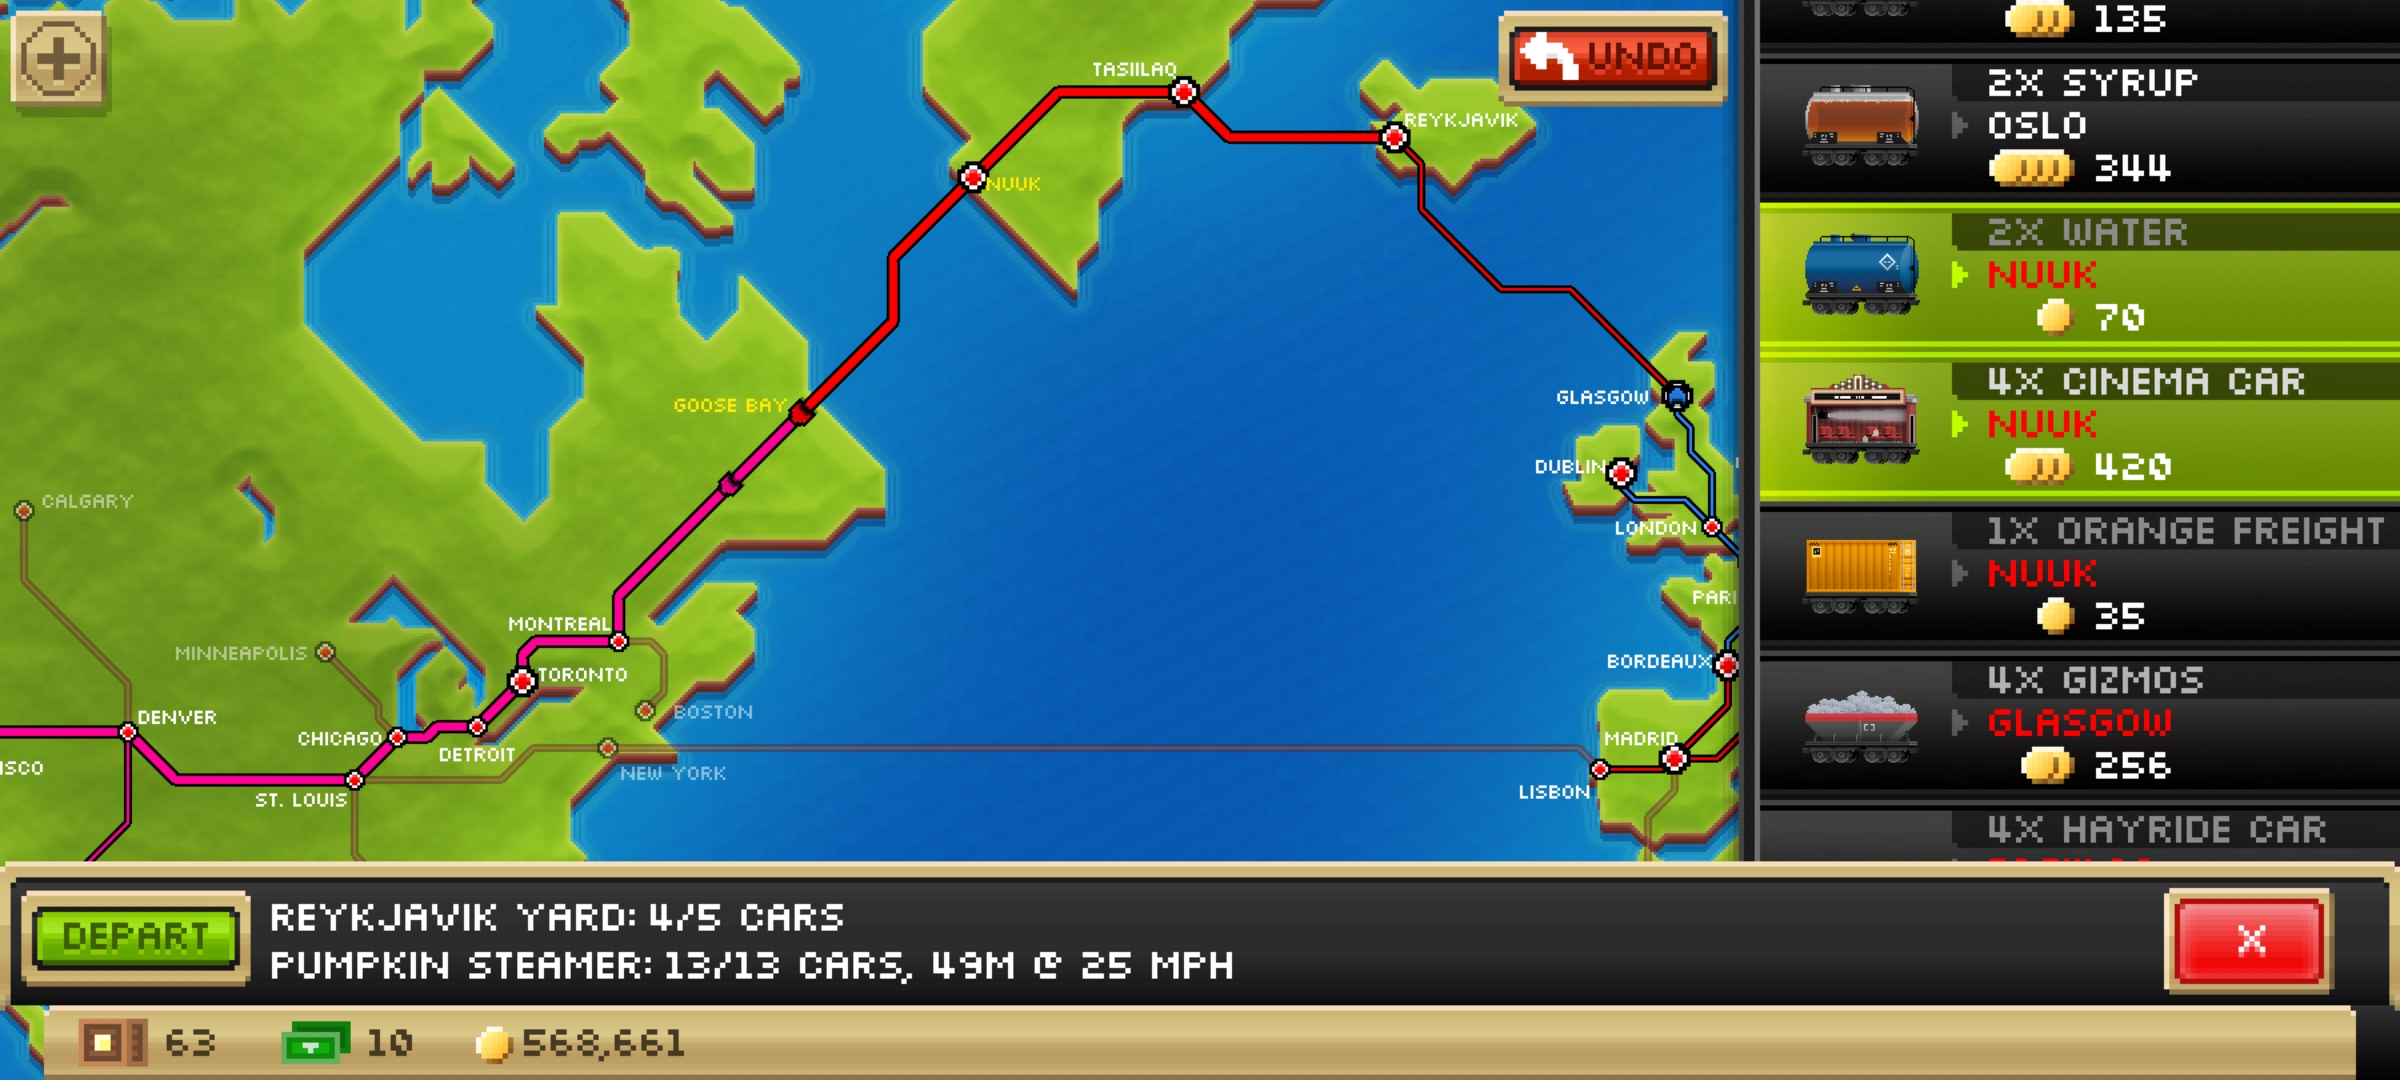 UNDO
TASIILAQ
REYKJAVIK
NUUK
GOOSE BAY
GLASGOW
DUBLIN
LONDON
CALGARY
MONTREAL
MINNEAPOLIS
TORONTO
BOSTON
DENVER
CHICAGO
DETROIT
ISCO
NEW YORK
ST. LOUIS
PARI
BORDEAUX
MADRID
LISBON
135
2X SYRUP
OSLO
344
2X WATER
NUUK
70
4X CINEMA CAR
NUUK
420
1X ORANGE FREIGHT
NUUK
35
4X GIZMOS
GLASGOW
256
4X HAYRIDE CAR
DEPART
REYKJAVIK YARD: 4/5 CARS
PUMPKIN STEAMER: 13/13 CARS, 49M @ 25 MPH
X
63
10
568,661